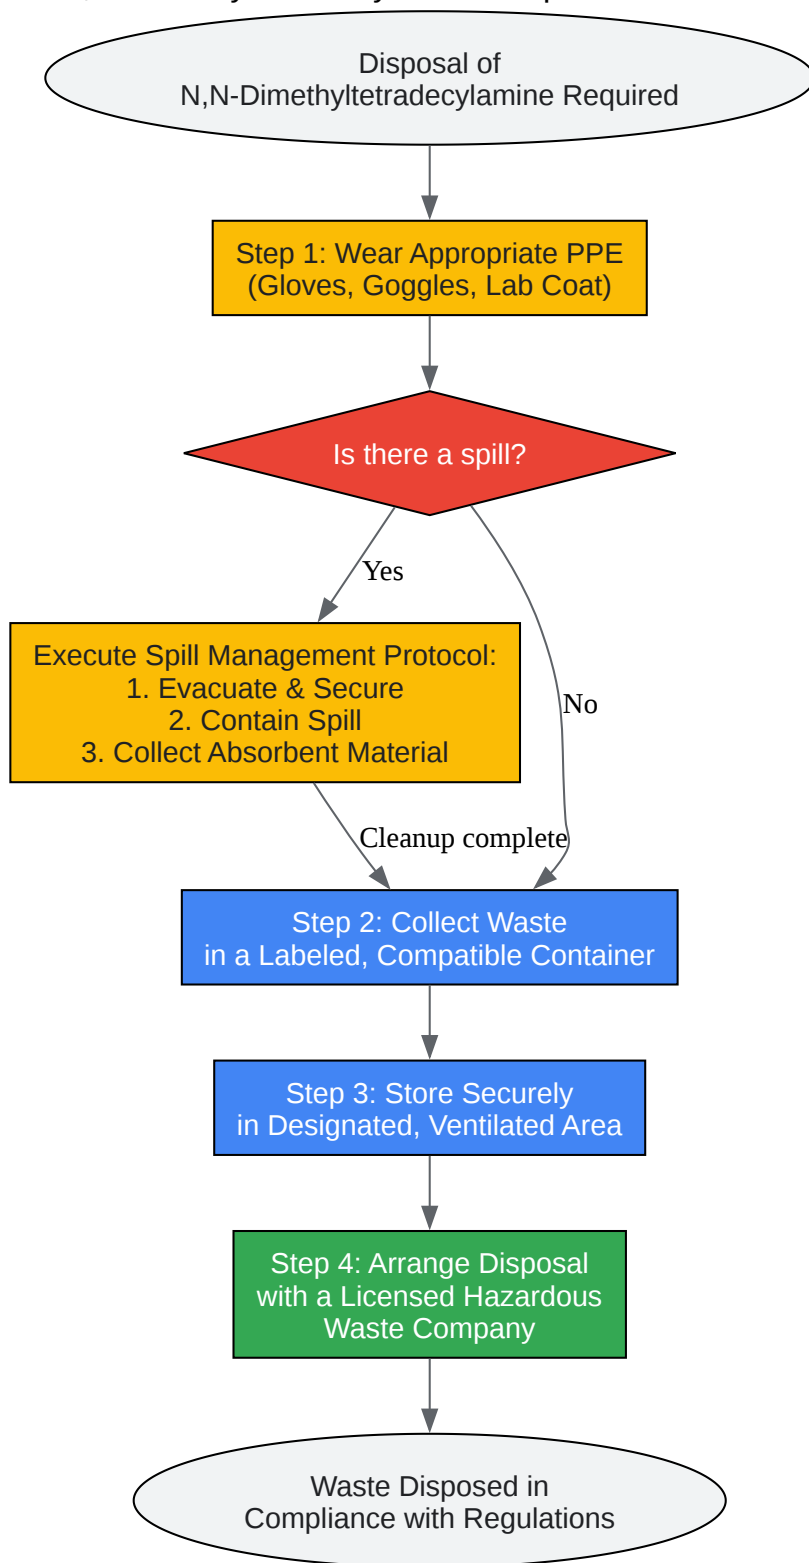 Disposal of
N,N-Dimethyltetradecylamine Required
Step 1: Wear Appropriate PPE
(Gloves, Goggles, Lab Coat)
Is there a spill?
Yes
No
Execute Spill Management Protocol:
1. Evacuate & Secure
2. Contain Spill
3. Collect Absorbent Material
Cleanup complete
Step 2: Collect Waste
in a Labeled, Compatible Container
Step 3: Store Securely
in Designated, Ventilated Area
Step 4: Arrange Disposal
with a Licensed Hazardous
Waste Company
Waste Disposed in
Compliance with Regulations